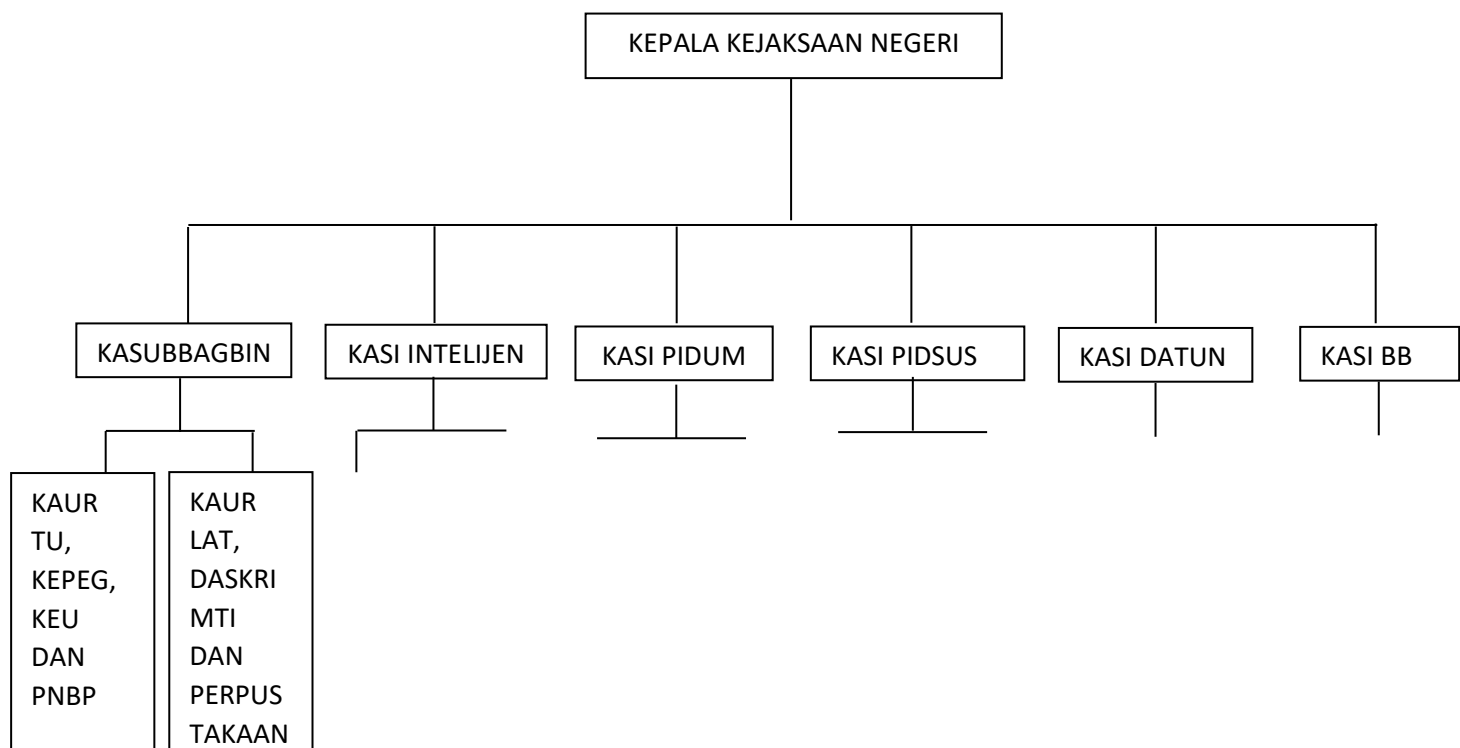 KEPALA KEJAKSAAN NEGERI
KASUBBAGBIN
KASI INTELIJEN
KASI PIDUM
KASI PIDSUS
KASI DATUN
KASI BB
KAUR
TU,
KEPEG,
KEU
DAN
PNBP
KAUR
LAT,
DASKRI
MTI
DAN
PERPUS
TAKAAN